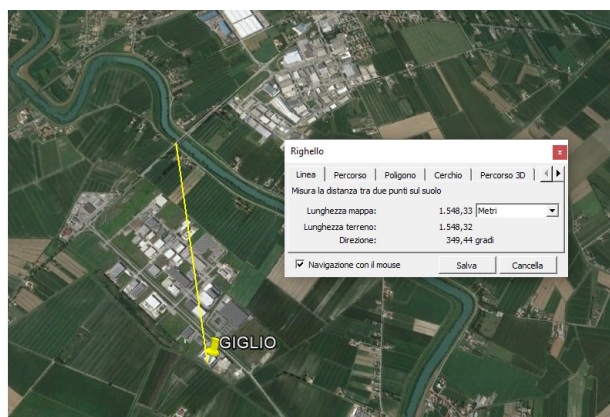 Righello
Linea Percorso Poligono Cerchio Percorso 3D
Misura la distanza tra due punti sul suolo
Lunghezza mappa: 1.548,33 Metri
Lunghezza terreno: 1.548,32
Direzione: 349,44 gradi
Navigazione con il mouse Salva Cancella
GIGLIO